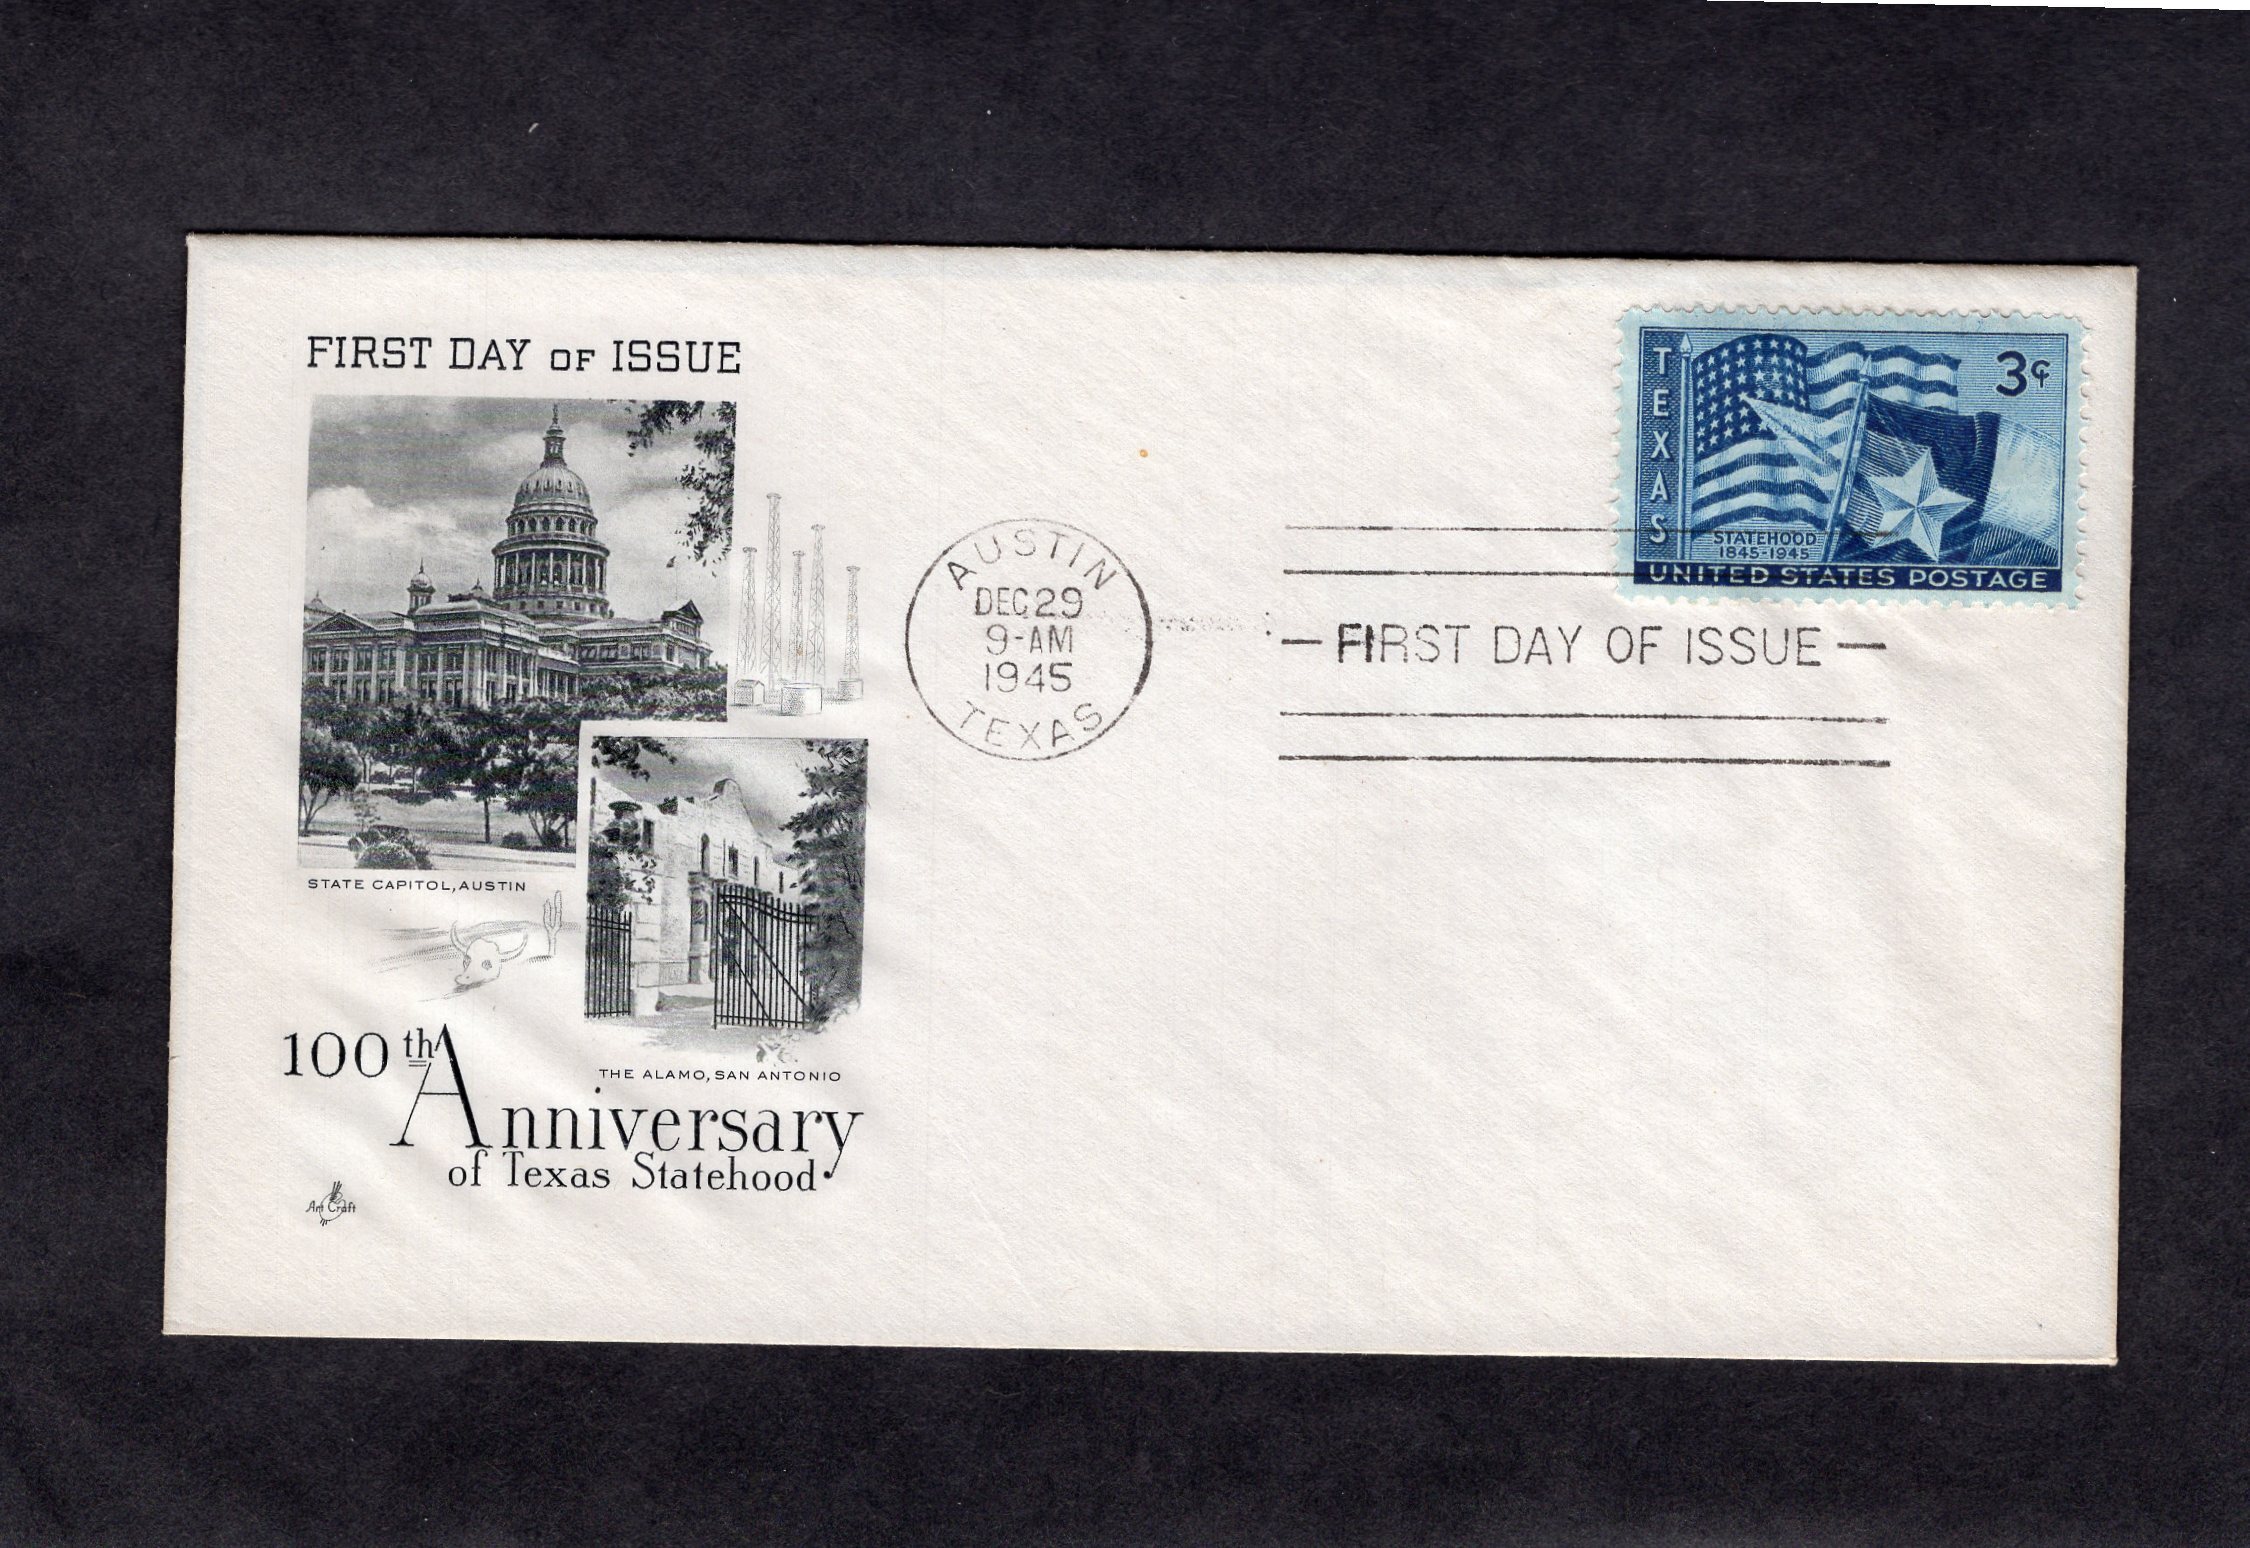 FIRST DAY OF ISSUE
STATE CAPITOL, AUSTIN
THE ALAMO, SAN ANTONIO
100th Anniversary
of Texas Statehood
Art Craft
AUSTIN
DEC 29
9-AM
1945
TEXAS
TEXAS
3¢
STATEHOOD
1845-1945
UNITED STATES POSTAGE
— FIRST DAY OF ISSUE —